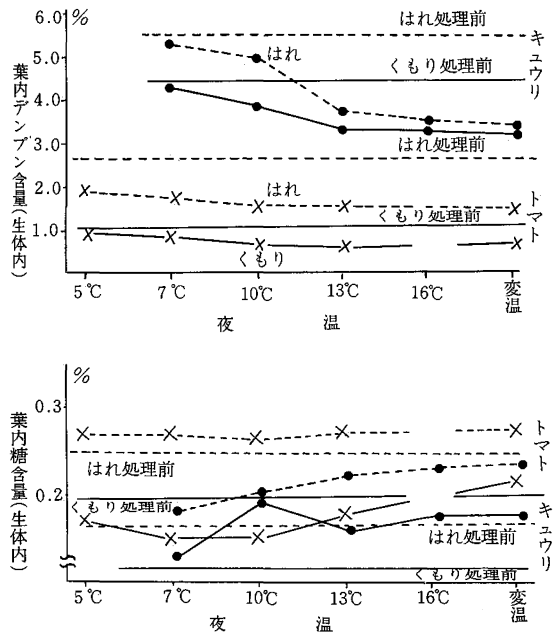 6.0 %
5.0
4.0
3.0
2.0
1.0
葉内デンプン含量(生体内)
はれ処理前
はれ
くもり処理前
キュウリ
はれ処理前
はれ
くもり処理前
くもり
トマト
5℃ 7℃ 10℃ 13℃ 16℃ 変温
夜温
%
0.3
0.2
葉内糖含量(生体内)
はれ処理前
くもり処理前
トマト
はれ処理前
くもり処理前
キュウリ
5℃ 7℃ 10℃ 13℃ 16℃ 変温
夜温